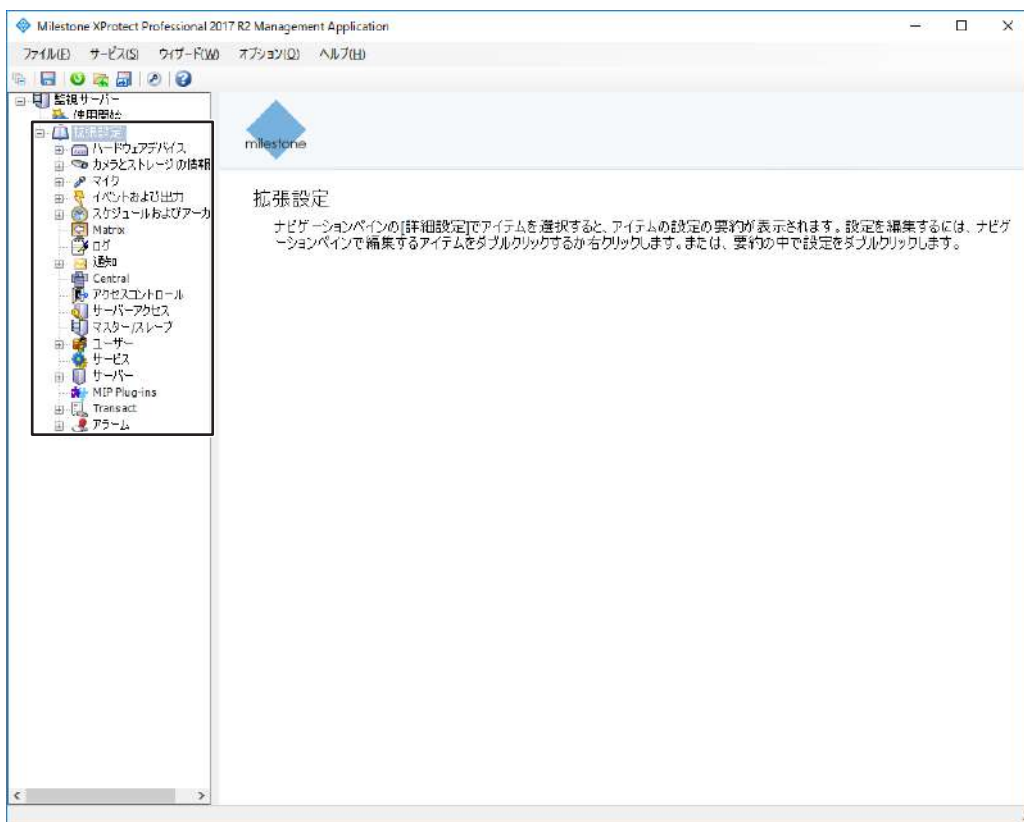 Milestone XProtect Professional 2017 R2 Management Application
ファイル(F) サービス(S) ウィザード(W) オプション(O) ヘルプ(H)
監視サーバー
使用開始
拡張設定
ハードウェアデバイス
カメラとストレージの情報
マイク
イベントおよび出力
スケジュールおよびアーカ
Matrix
ログ
通知
Central
アクセスコントロール
サーバーアクセス
マスター/スレーブ
ユーザー
サービス
サーバー
MIP Plug-ins
Transact
アラーム
milestone
拡張設定
ナビゲーションペインの[詳細設定]でアイテムを選択すると、アイテムの設定の要約が表示されます。設定を編集するには、ナビゲ
ーションペインで編集するアイテムをダブルクリックするか右クリックします。または、要約の中で設定をダブルクリックします。